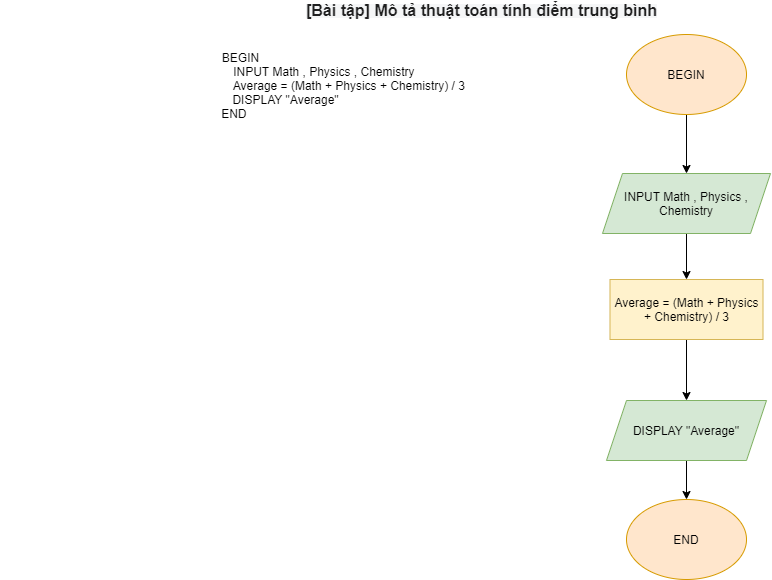 [Bài tập] Mô tả thuật toán tính điểm trung bình
BEGIN
INPUT Math , Physics , Chemistry
Average = (Math + Physics + Chemistry) / 3
DISPLAY "Average"
END
BEGIN
INPUT Math , Physics ,
Chemistry
Average = (Math + Physics
+ Chemistry) / 3
DISPLAY "Average"
END